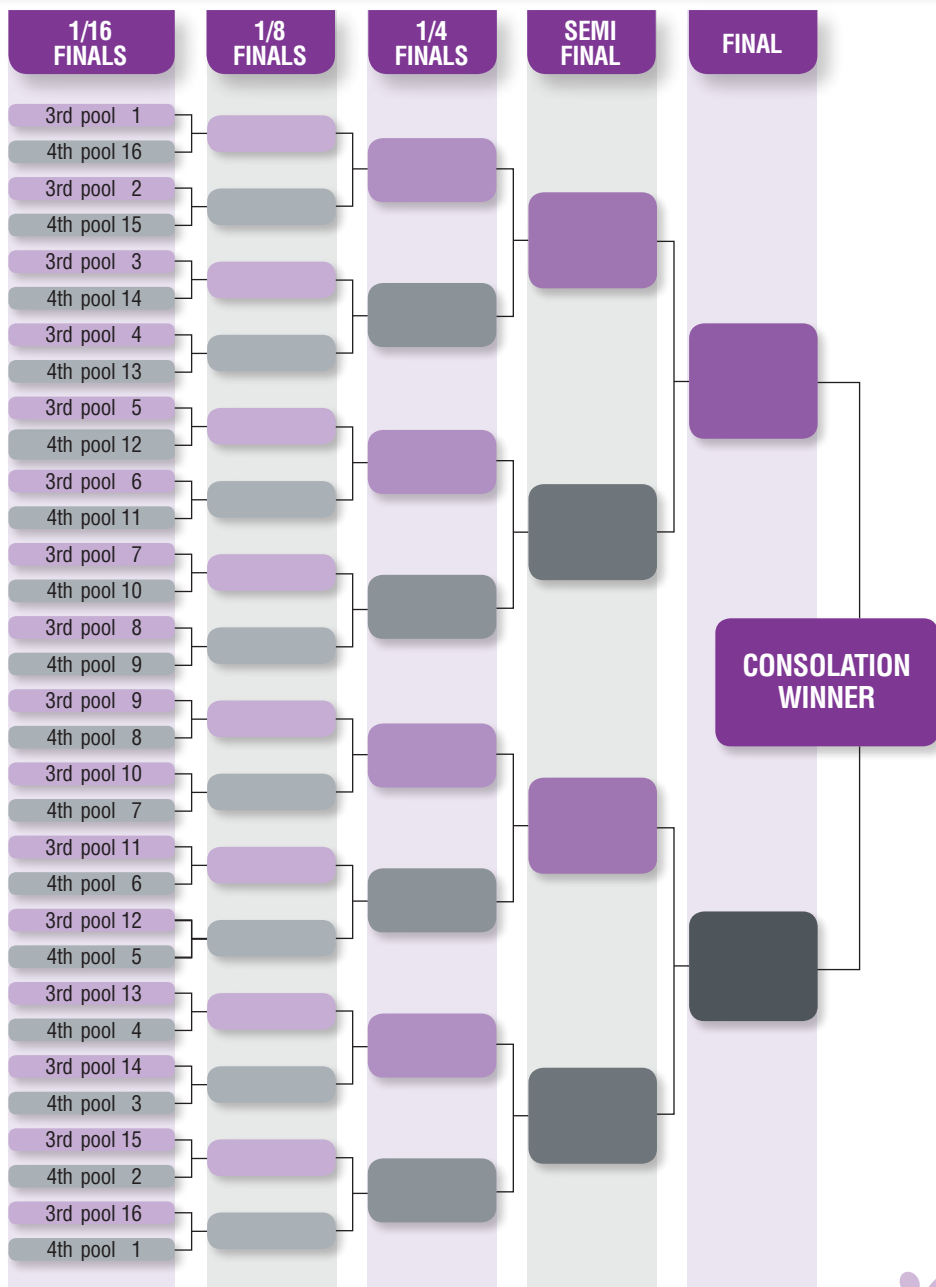 1/16
FINALS
1/8
FINALS
1/4
FINALS
SEMI
FINAL
FINAL
3rd pool 1
4th pool 16
3rd pool 2
4th pool 15
3rd pool 3
4th pool 14
3rd pool 4
4th pool 13
3rd pool 5
4th pool 12
3rd pool 6
4th pool 11
3rd pool 7
4th pool 10
3rd pool 8
4th pool 9
3rd pool 9
4th pool 8
3rd pool 10
4th pool 7
3rd pool 11
4th pool 6
3rd pool 12
4th pool 5
3rd pool 13
4th pool 4
3rd pool 14
4th pool 3
3rd pool 15
4th pool 2
3rd pool 16
4th pool 1
CONSOLATION
WINNER